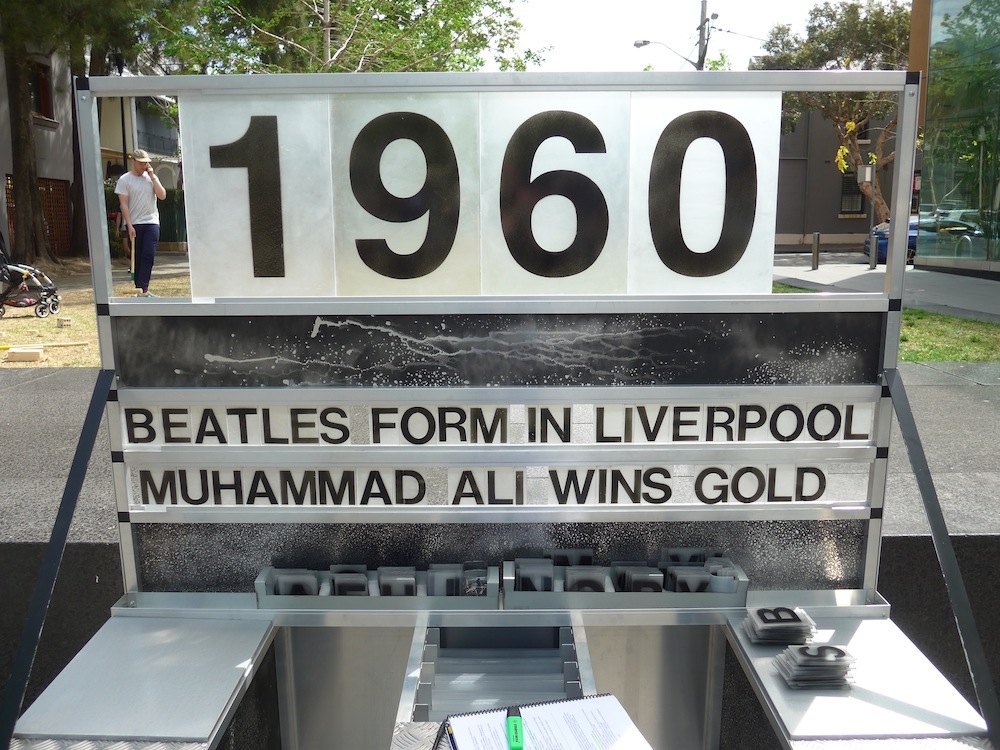 1960
BEATLES FORM IN LIVERPOOL
MUHAMMAD ALI WINS GOLD
B
S